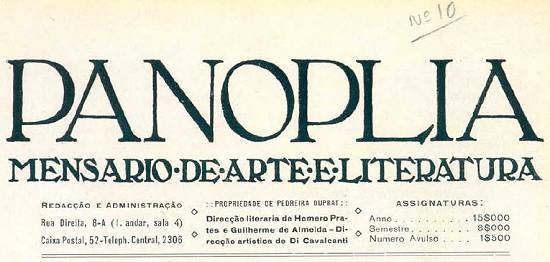 Nº 10
PANOPLIA
MENSARIO·DE·ARTE·E·LITERATURA
REDACÇÃO E ADMINISTRAÇÃO
Rua Direita, 8-A (1. andar, sala 4)
Caixa Postal, 52-Teleph. Central, 2306
::PROPRIEDADE DE PEDREIRA DUPRAT::
Direcção literaria de Homero Pra-
tes e Guilherme de Almeida - Di-
recção artistica de Di Cavalcanti
ASSIGNATURAS:
Anno . . . . . . . . . . 15$000
Semestre . . . . . . . . . 8$000
Numero Avulso . . . . 1$500